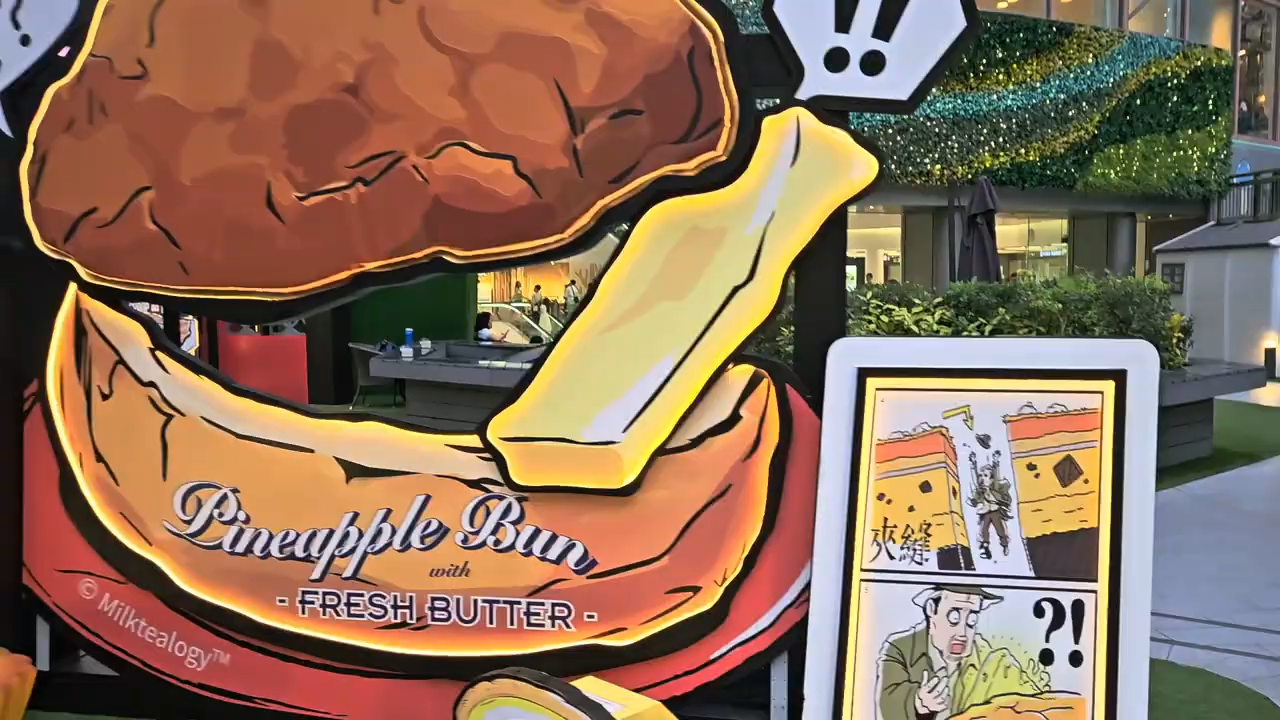 !!
Pineapple Bun
with
- FRESH BUTTER -
© Milktealogy™
夾縫
?!